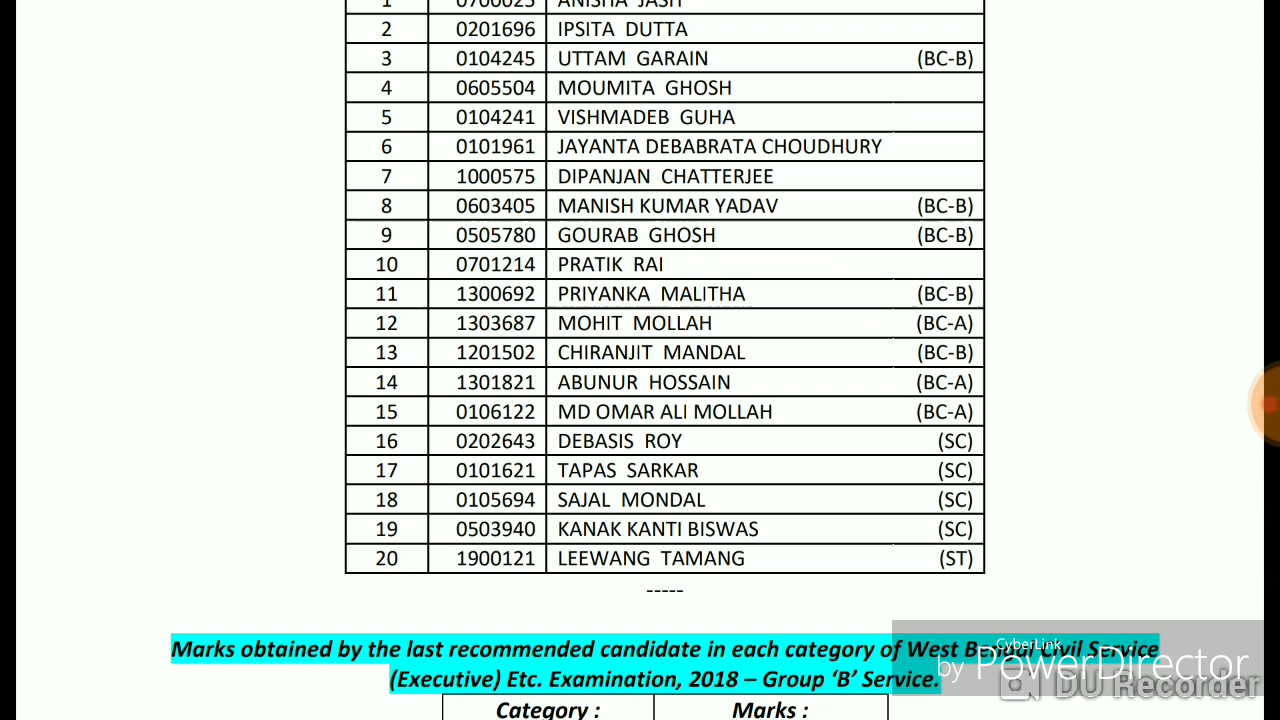 1 0700025 ANISHA JASH
2 0201696 IPSITA DUTTA
3 0104245 UTTAM GARAIN (BC-B)
4 0605504 MOUMITA GHOSH
5 0104241 VISHMADEB GUHA
6 0101961 JAYANTA DEBABRATA CHOUDHURY
7 1000575 DIPANJAN CHATTERJEE
8 0603405 MANISH KUMAR YADAV (BC-B)
9 0505780 GOURAB GHOSH (BC-B)
10 0701214 PRATIK RAI
11 1300692 PRIYANKA MALITHA (BC-B)
12 1303687 MOHIT MOLLAH (BC-A)
13 1201502 CHIRANJIT MANDAL (BC-B)
14 1301821 ABUNUR HOSSAIN (BC-A)
15 0106122 MD OMAR ALI MOLLAH (BC-A)
16 0202643 DEBASIS ROY (SC)
17 0101621 TAPAS SARKAR (SC)
18 0105694 SAJAL MONDAL (SC)
19 0503940 KANAK KANTI BISWAS (SC)
20 1900121 LEEWANG TAMANG (ST)
-----
Marks obtained by the last recommended candidate in each category of West Bengal Civil Service
(Executive) Etc. Examination, 2018 – Group ‘B’ Service.
Category : Marks :
CyberLink
by PowerDirector
DU Recorder